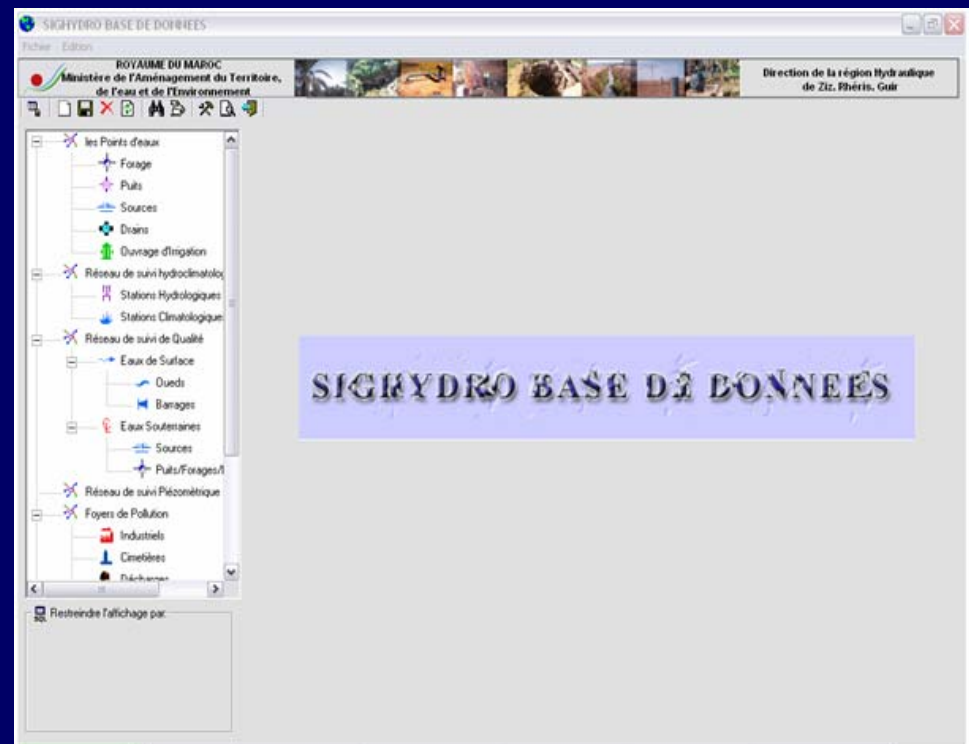 SIGHYDRO BASE DE DONNEES
Fichier Edition
ROYAUME DU MAROC
Ministère de l'Aménagement du Territoire,
de l'eau et de l'Environnement
Direction de la région Hydraulique
de Ziz, Rhéris, Guir
les Points d'eaux
Forage
Puits
Sources
Drains
Ouvrage d'Irrigation
Réseau de suivi hydroclimatolog
Stations Hydrologiques
Stations Climatologique
Réseau de suivi de Qualité
Eaux de Surface
Oueds
Barrages
Eaux Souterraines
Sources
Puits/Forages/
Réseau de suivi Piézométrique
Foyers de Pollution
Industriels
Cimetières
Décharges
SIGHYDRO BASE DE DONNEES
SQL
Restreindre l'affichage par: